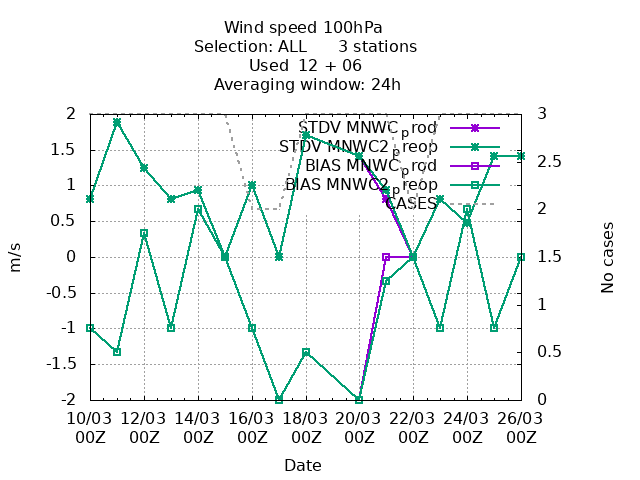 Wind speed 100hPa
Selection: ALL 3 stations
Used 12 + 06
Averaging window: 24h
2 3
STDV MNWC_prod
1.5 STDV MNWC2_preop 2.5
BIAS MNWC_prod
1 BIAS MNWC2_preop
CASES 2
0.5
m/s 0 1.5 No cases
-0.5
1
-1
0.5
-1.5
-2 0
10/03 12/03 14/03 16/03 18/03 20/03 22/03 24/03 26/03
00Z 00Z 00Z 00Z 00Z 00Z 00Z 00Z 00Z
Date